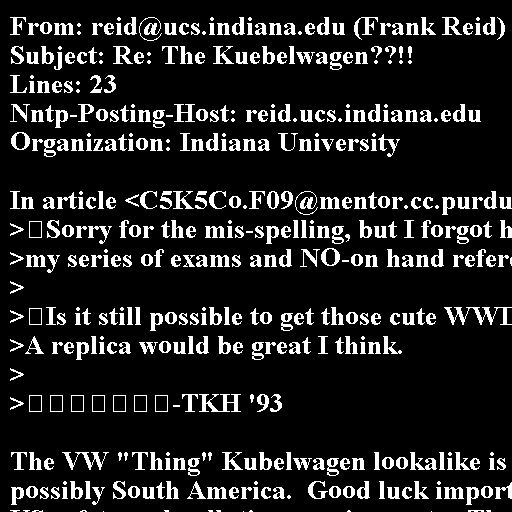 From: reid@ucs.indiana.edu (Frank Reid)
Subject: Re: The Kuebelwagen??!!
Lines: 23
Nntp-Posting-Host: reid.ucs.indiana.edu
Organization: Indiana University

In article <C5K5Co.F09@mentor.cc.purdu
>□Sorry for the mis-spelling, but I forgot h
>my series of exams and NO-on hand refer
>
>□Is it still possible to get those cute WWI
>A replica would be great I think.
>
>□□□□□□□-TKH '93

The VW "Thing" Kubelwagen lookalike is
possibly South America.  Good luck import